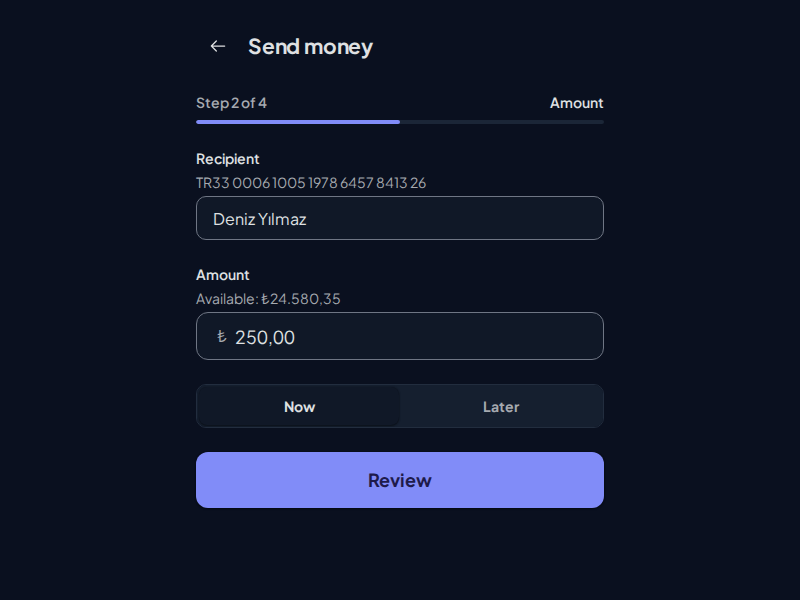 Send money
Step 2 of 4 Amount
Recipient
TR33 0006 1005 1978 6457 8413 26
Deniz Yılmaz
Amount
Available: ₺24.580,35
₺ 250,00
Now Later
Review